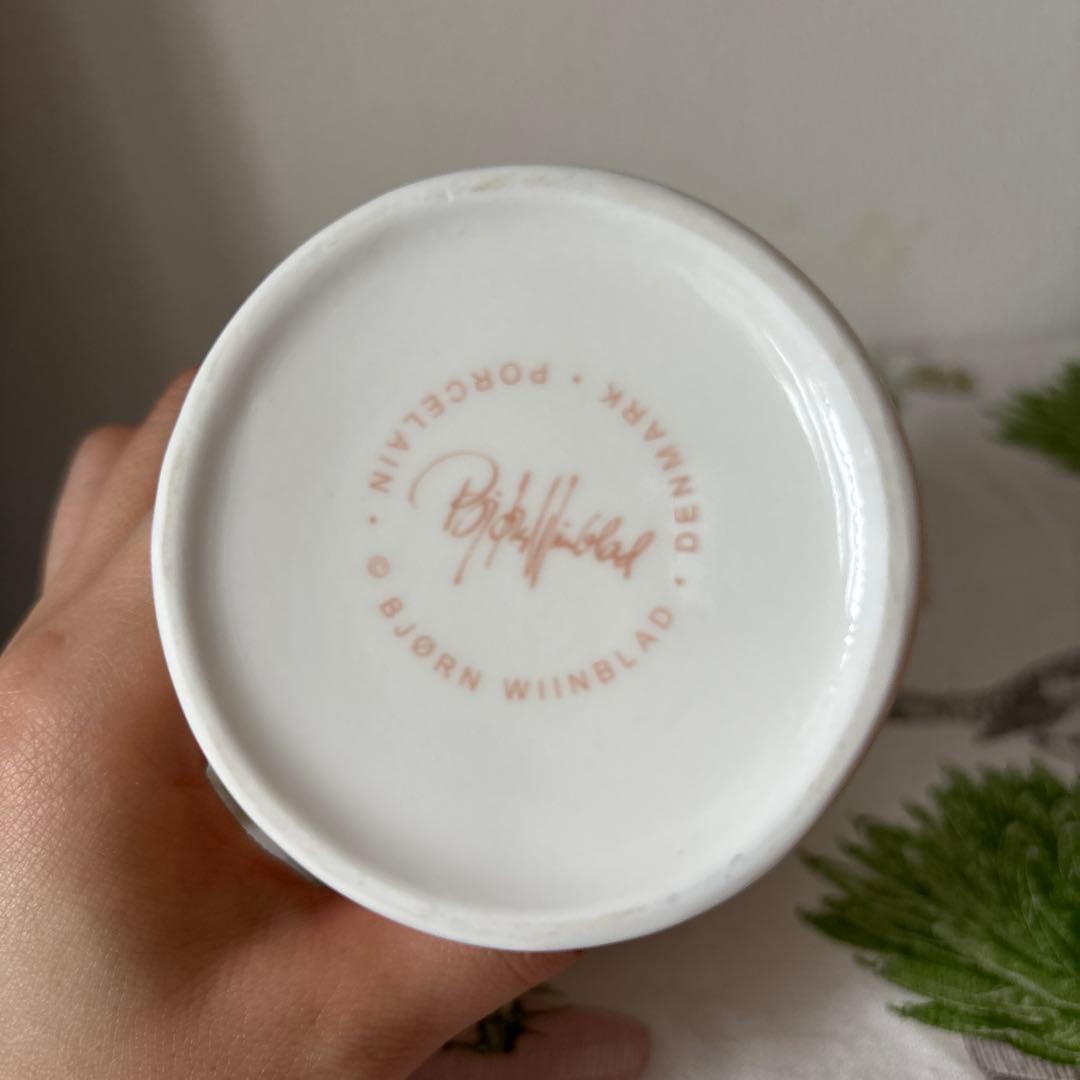 Bjørn Wiinblad
© BJØRN WIINBLAD • DENMARK • PORCELAIN •